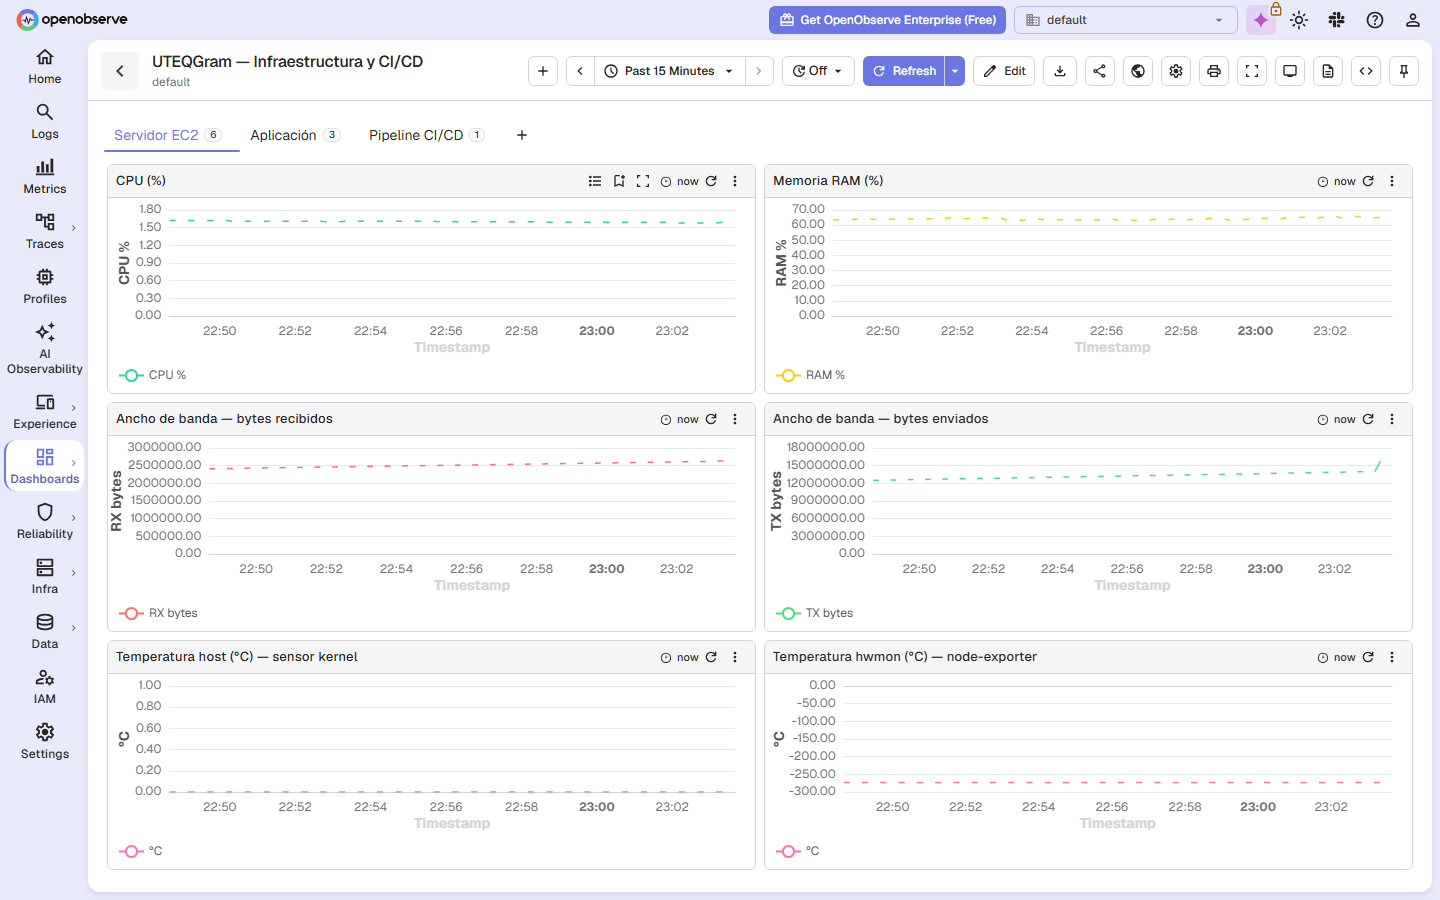 openobserve
Get OpenObserve Enterprise (Free)
default
Home
Logs
Metrics
Traces
Profiles
AI
Observability
Experience
Dashboards
Reliability
Infra
Data
IAM
Settings
UTEQGram — Infraestructura y CI/CD
default
Past 15 Minutes
Off
Refresh
Edit
Servidor EC2 6
Aplicación 3
Pipeline CI/CD 1
CPU (%)
now
1.80
1.50
1.20
0.90
0.60
0.30
0.00
CPU %
22:50 22:52 22:54 22:56 22:58 23:00 23:02
Timestamp
CPU %
Memoria RAM (%)
now
70.00
60.00
50.00
40.00
30.00
20.00
10.00
0.00
RAM %
22:50 22:52 22:54 22:56 22:58 23:00 23:02
Timestamp
RAM %
Ancho de banda — bytes recibidos
now
3000000.00
2500000.00
2000000.00
1500000.00
1000000.00
500000.00
0.00
RX bytes
22:50 22:52 22:54 22:56 22:58 23:00 23:02
Timestamp
RX bytes
Ancho de banda — bytes enviados
now
18000000.00
15000000.00
12000000.00
9000000.00
6000000.00
3000000.00
0.00
TX bytes
22:50 22:52 22:54 22:56 22:58 23:00 23:02
Timestamp
TX bytes
Temperatura host (°C) — sensor kernel
now
1.00
0.80
0.60
0.40
0.20
0.00
°C
22:50 22:52 22:54 22:56 22:58 23:00 23:02
Timestamp
°C
Temperatura hwmon (°C) — node-exporter
now
0.00
-50.00
-100.00
-150.00
-200.00
-250.00
-300.00
°C
22:50 22:52 22:54 22:56 22:58 23:00 23:02
Timestamp
°C